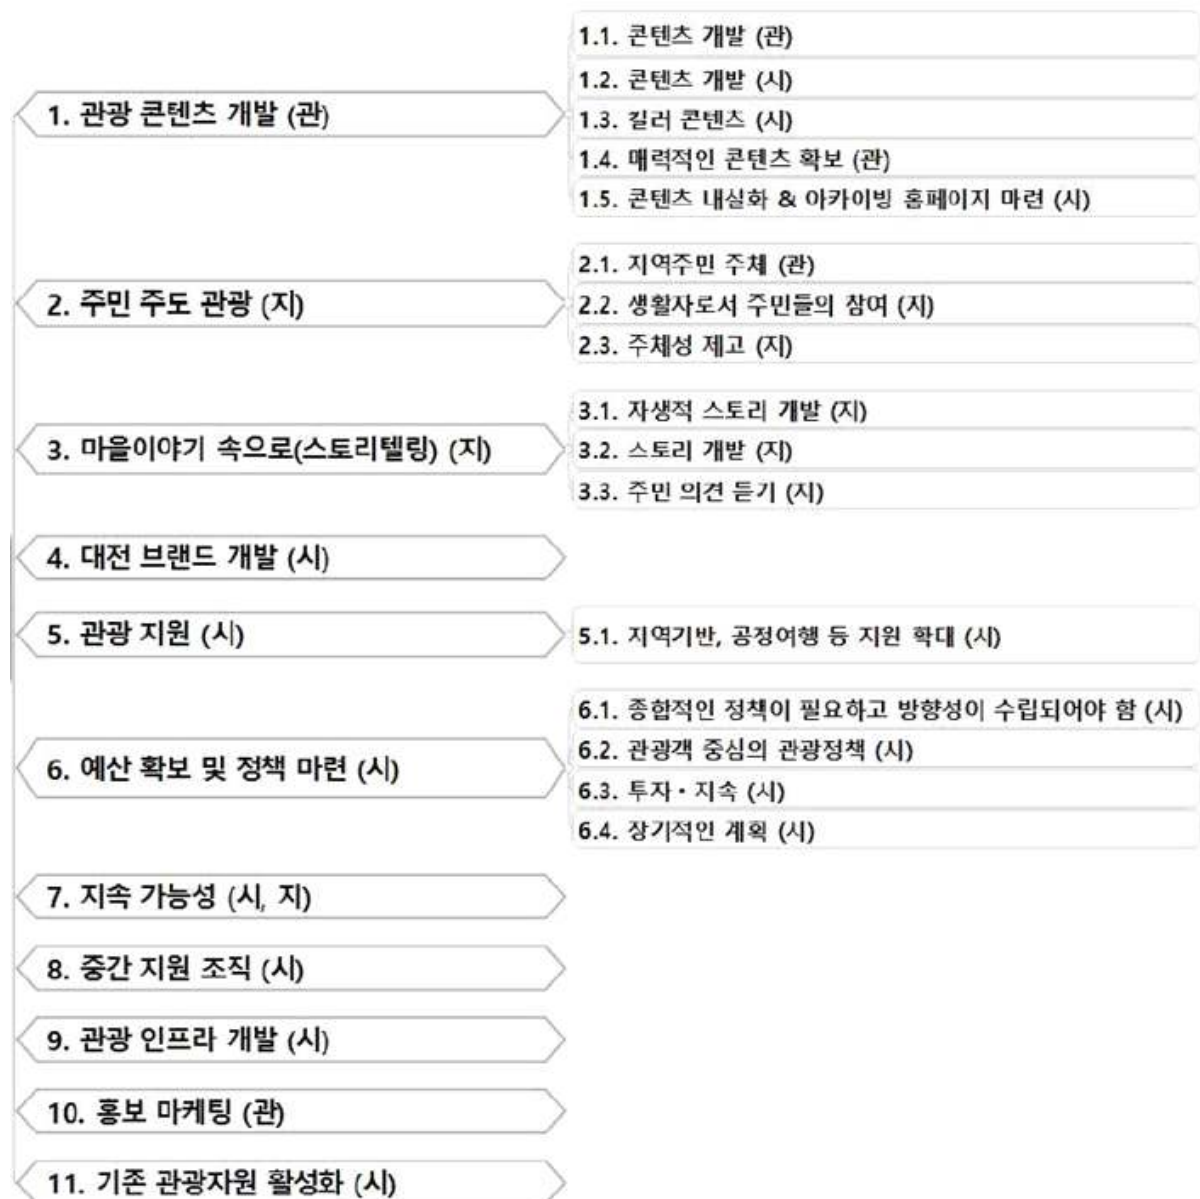 1. 관광 콘텐츠 개발 (관)
1.1. 콘텐츠 개발 (관)
1.2. 콘텐츠 개발 (시)
1.3. 킬러 콘텐츠 (시)
1.4. 매력적인 콘텐츠 확보 (관)
1.5. 콘텐츠 내실화 & 아카이빙 홈페이지 마련 (시)
2. 주민 주도 관광 (지)
2.1. 지역주민 주체 (관)
2.2. 생활자로서 주민들의 참여 (지)
2.3. 주체성 제고 (지)
3. 마을이야기 속으로(스토리텔링) (지)
3.1. 자생적 스토리 개발 (지)
3.2. 스토리 개발 (지)
3.3. 주민 의견 듣기 (지)
4. 대전 브랜드 개발 (시)
5. 관광 지원 (시)
5.1. 지역기반, 공정여행 등 지원 확대 (시)
6. 예산 확보 및 정책 마련 (시)
6.1. 종합적인 정책이 필요하고 방향성이 수립되어야 함 (시)
6.2. 관광객 중심의 관광정책 (시)
6.3. 투자・지속 (시)
6.4. 장기적인 계획 (시)
7. 지속 가능성 (시, 지)
8. 중간 지원 조직 (시)
9. 관광 인프라 개발 (시)
10. 홍보 마케팅 (관)
11. 기존 관광자원 활성화 (시)